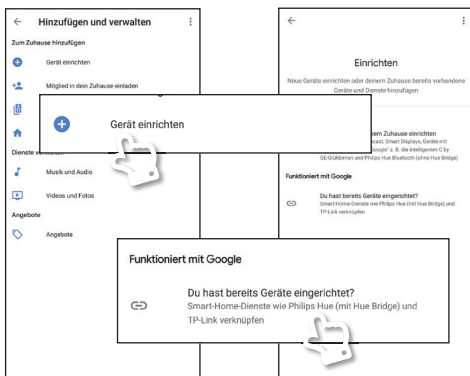 Hinzufügen und verwalten
Zum Zuhause hinzufügen
Gerät einrichten
Mitglied in dein Zuhause einladen
Gerät einrichten
Dienste
Musik und Audio
Videos und Fotos
Angebote
Angebote
Einrichten
Neue Geräte einrichten oder deinem Zuhause bereits vorhandene
Geräte und Dienste hinzufügen
Zuhause einrichten
Smart Displays, Geräte mit
z. B. die intelligenten C by
GE-Glühbirnen und Philips Hue Bluetooth (ohne Hue Bridge)
Funktioniert mit Google
Du hast bereits Geräte eingerichtet?
Smart-Home-Dienste wie Philips Hue (mit Hue Bridge) und
TP-Link verknüpfen
Funktioniert mit Google
Du hast bereits Geräte eingerichtet?
Smart-Home-Dienste wie Philips Hue (mit Hue Bridge) und
TP-Link verknüpfen